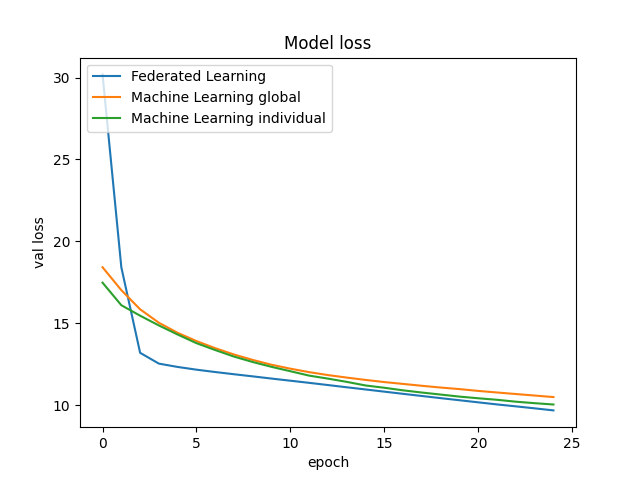 Model loss
Federated Learning
Machine Learning global
Machine Learning individual
val loss
30
25
20
15
10
0 5 10 15 20 25
epoch